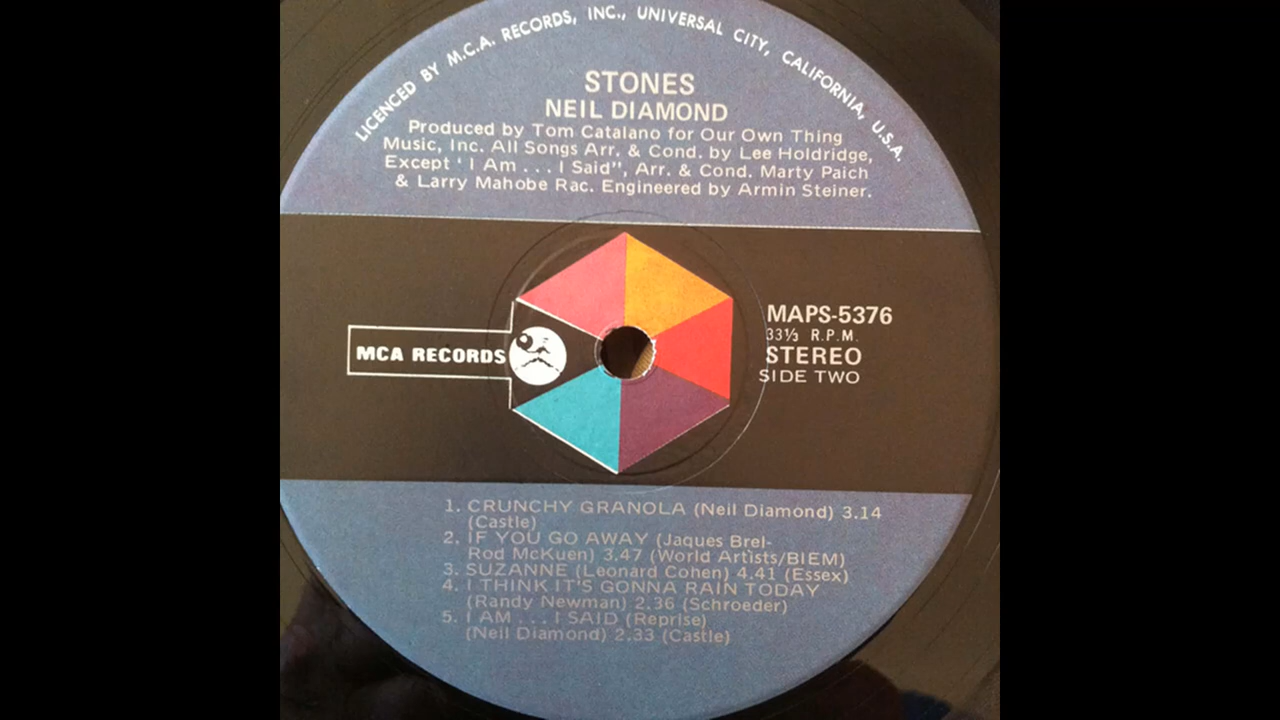 LICENCED BY M.C.A. RECORDS, INC., UNIVERSAL CITY, CALIFORNIA, U.S.A.
STONES
NEIL DIAMOND
Produced by Tom Catalano for Our Own Thing
Music, Inc. All Songs Arr. & Cond. by Lee Holdridge,
Except ' I Am . . . I Said", Arr. & Cond. Marty Paich
& Larry Mahobe Rac. Engineered by Armin Steiner.
MCA RECORDS
MAPS-5376
33⅓ R.P.M.
STEREO
SIDE TWO
1. CRUNCHY GRANOLA (Neil Diamond) 3.14
(Castle)
2. IF YOU GO AWAY (Jaques Brel-
Rod McKuen) 3.47 (World Artists/BIEM)
3. SUZANNE (Leonard Cohen) 4.41 (Essex)
4. I THINK IT'S GONNA RAIN TODAY
(Randy Newman) 2.36 (Schroeder)
5. I AM . . . I SAID (Reprise)
(Neil Diamond) 2.33 (Castle)